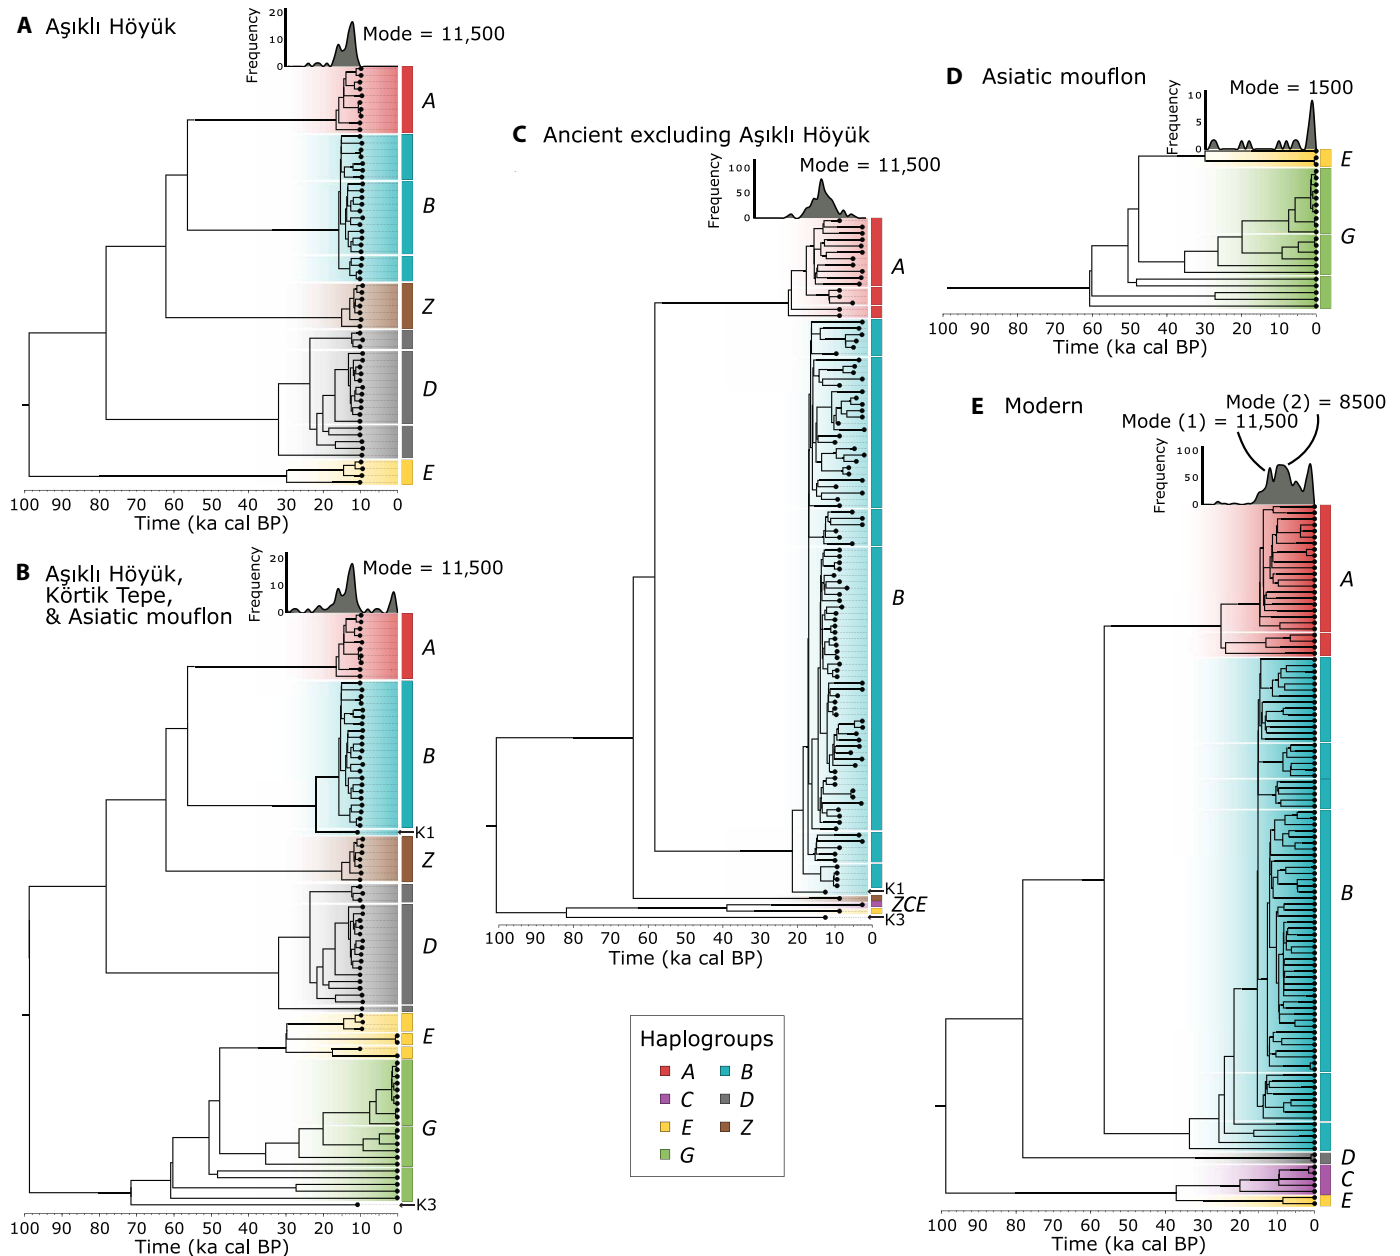 A Aşıklı Höyük
Frequency
20
10
0
Mode = 11,500
A
B
Z
D
E
100 90 80 70 60 50 40 30 20 10 0
Time (ka cal BP)
B Aşıklı Höyük,
Körtik Tepe,
& Asiatic mouflon
Frequency
20
10
0
Mode = 11,500
A
B
K1
Z
D
E
G
K3
100 90 80 70 60 50 40 30 20 10 0
Time (ka cal BP)
C Ancient excluding Aşıklı Höyük
Frequency
100
50
0
Mode = 11,500
A
B
K1
ZCE
K3
100 90 80 70 60 50 40 30 20 10 0
Time (ka cal BP)
Haplogroups
A B
C D
E Z
G
D Asiatic mouflon
Frequency
10
5
0
Mode = 1500
E
G
100 90 80 70 60 50 40 30 20 10 0
Time (ka cal BP)
E Modern
Mode (2) = 8500
Mode (1) = 11,500
Frequency
100
50
0
A
B
D
C
E
100 90 80 70 60 50 40 30 20 10 0
Time (ka cal BP)